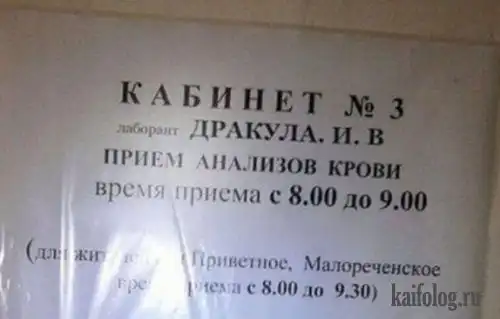 КАБИНЕТ № 3
лаборант ДРАКУЛА. И. В
ПРИЕМ АНАЛИЗОВ КРОВИ
время приема с 8.00 до 9.00
(для Приветное, Малореченское
приема с 8.00 до 9.30)
kaifolog.ru